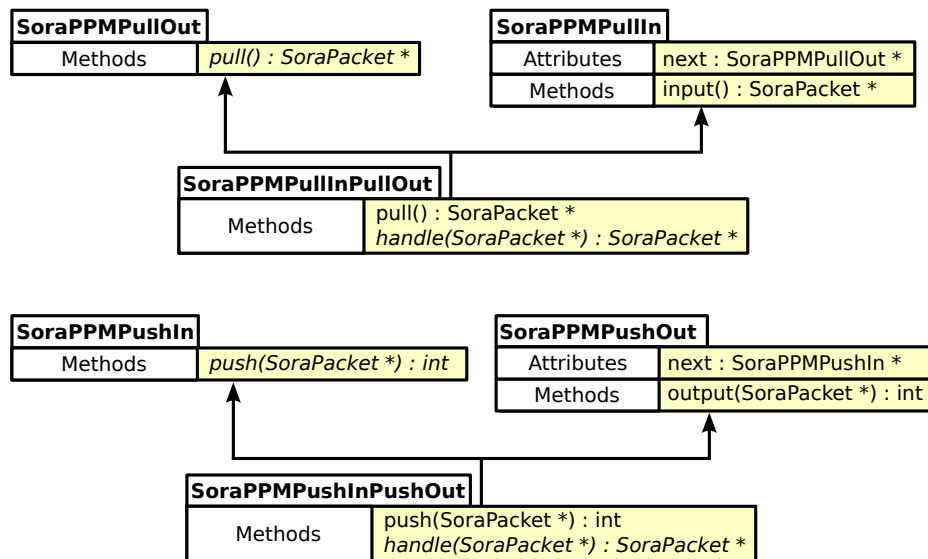 SoraPPMPullOut
Methods pull() : SoraPacket *
SoraPPMPullIn
Attributes next : SoraPPMPullOut *
Methods input() : SoraPacket *
SoraPPMPullInPullOut
Methods pull() : SoraPacket *
handle(SoraPacket *) : SoraPacket *
SoraPPMPushIn
Methods push(SoraPacket *) : int
SoraPPMPushOut
Attributes next : SoraPPMPushIn *
Methods output(SoraPacket *) : int
SoraPPMPushInPushOut
Methods push(SoraPacket *) : int
handle(SoraPacket *) : SoraPacket *